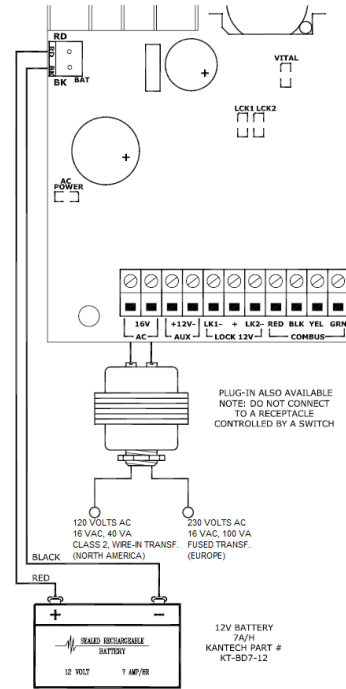 RD
RD
BK
BK BAT
VITAL
LCK1 LCK2
AC
POWER
+
+
16V +12V- LK1- + LK2- RED BLK YEL GRN
AC AUX LOCK 12V COMBUS
PLUG-IN ALSO AVAILABLE
NOTE: DO NOT CONNECT
TO A RECEPTACLE
CONTROLLED BY A SWITCH
120 VOLTS AC
16 VAC, 40 VA
CLASS 2, WIRE-IN TRANSF.
(NORTH AMERICA)
230 VOLTS AC
16 VAC, 100 VA
FUSED TRANSF.
(EUROPE)
BLACK
RED
+ −
SEALED RECHARGEABLE
BATTERY
12 VOLT 7 AMP/HR
12V BATTERY
7A/H
KANTECH PART #
KT-BD7-12